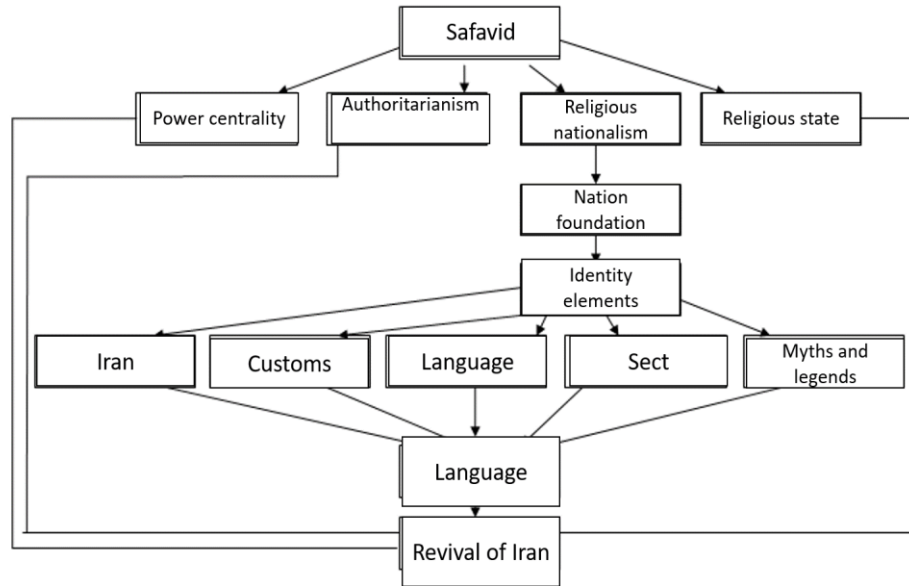 Safavid
Power centrality
Authoritarianism
Religious
nationalism
Religious state
Nation
foundation
Identity
elements
Iran
Customs
Language
Sect
Myths and
legends
Language
Revival of Iran